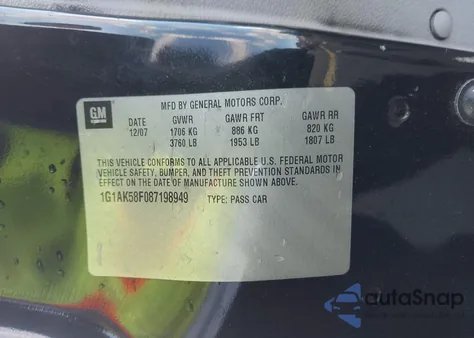 MFD BY GENERAL MOTORS CORP.
GM DATE GVWR GAWR FRT GAWR RR
12/07 1706 KG 886 KG 820 KG
3760 LB 1953 LB 1807 LB
THIS VEHICLE CONFORMS TO ALL APPLICABLE U.S. FEDERAL MOTOR
VEHICLE SAFETY, BUMPER, AND THEFT PREVENTION STANDARDS IN
EFFECT ON THE DATE OF MANUFACTURE SHOWN ABOVE.
1G1AK58F087198949 TYPE: PASS CAR
autoSnap